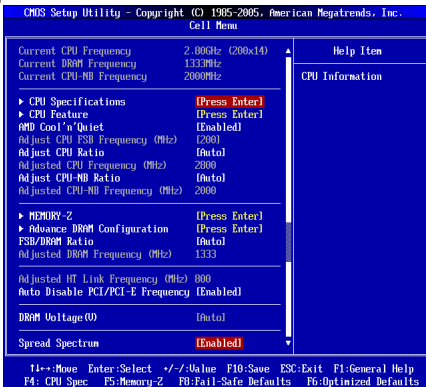 CMOS Setup Utility - Copyright (C) 1985-2005, American Megatrends, Inc.
Cell Menu
Current CPU Frequency 2.80GHz (200x14)
Current DRAM Frequency 1333MHz
Current CPU-NB Frequency 2000MHz
Help Item
CPU Information
▶ CPU Specifications [Press Enter]
▶ CPU Feature [Press Enter]
AMD Cool'n'Quiet [Enabled]
Adjust CPU FSB Frequency (MHz) [200]
Adjust CPU Ratio [Auto]
Adjusted CPU Frequency (MHz) 2800
Adjust CPU-NB Ratio [Auto]
Adjusted CPU-NB Frequency (MHz) 2000
▶ MEMORY-Z [Press Enter]
▶ Advance DRAM Configuration [Press Enter]
FSB/DRAM Ratio [Auto]
Adjusted DRAM Frequency (MHz) 1333
Adjusted HT Link Frequency (MHz) 800
Auto Disable PCI/PCI-E Frequency [Enabled]
DRAM Voltage(V) [Auto]
Spread Spectrum [Enabled]
↑↓←→:Move Enter:Select +/-/:Value F10:Save ESC:Exit F1:General Help
F4: CPU Spec F5:Memory-Z F8:Fail-Safe Defaults F6:Optimized Defaults